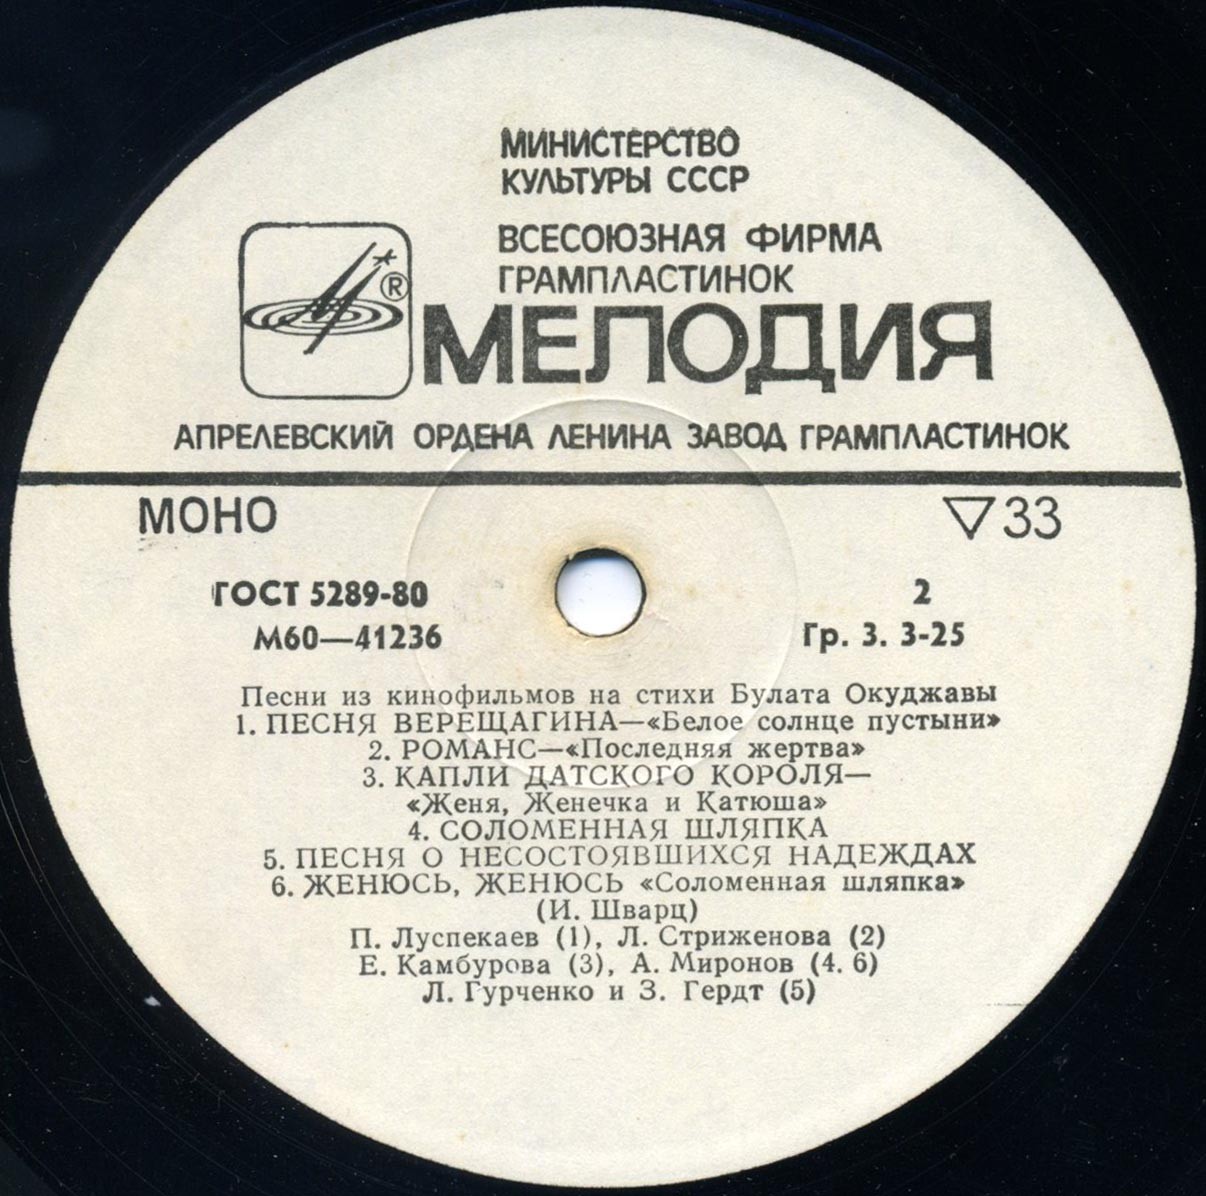 МИНИСТЕРСТВО
КУЛЬТУРЫ СССР
ВСЕСОЮЗНАЯ ФИРМА
ГРАМПЛАСТИНОК
®
МЕЛОДИЯ
АПРЕЛЕВСКИЙ ОРДЕНА ЛЕНИНА ЗАВОД ГРАМПЛАСТИНОК
МОНО ▽33
ГОСТ 5289-80 2
М60—41236 Гр. 3. 3-25
Песни из кинофильмов на стихи Булата Окуджавы
1. ПЕСНЯ ВЕРЕЩАГИНА—«Белое солнце пустыни»
2. РОМАНС—«Последняя жертва»
3. КАПЛИ ДАТСКОГО КОРОЛЯ—
«Женя, Женечка и Катюша»
4. СОЛОМЕННАЯ ШЛЯПКА
5. ПЕСНЯ О НЕСОСТОЯВШИХСЯ НАДЕЖДАХ
6. ЖЕНЮСЬ, ЖЕНЮСЬ «Соломенная шляпка»
(И. Шварц)
П. Луспекаев (1), Л. Стриженова (2)
Е. Камбурова (3), А. Миронов (4. 6)
Л. Гурченко и З. Гердт (5)